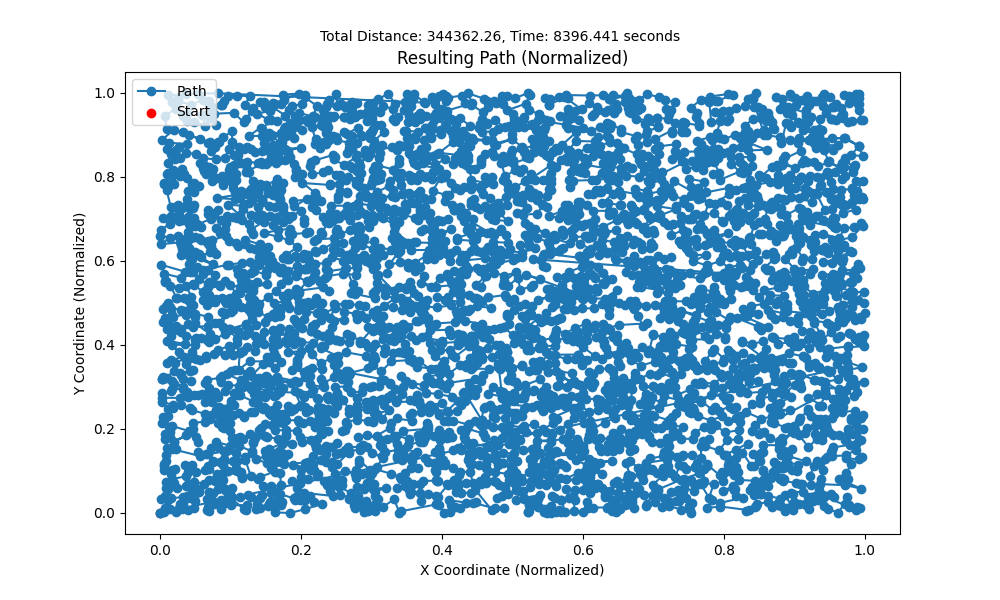 Total Distance: 344362.26, Time: 8396.441 seconds
Resulting Path (Normalized)
Path
Start
1.0
0.8
0.6
0.4
0.2
0.0
Y Coordinate (Normalized)
0.0 0.2 0.4 0.6 0.8 1.0
X Coordinate (Normalized)